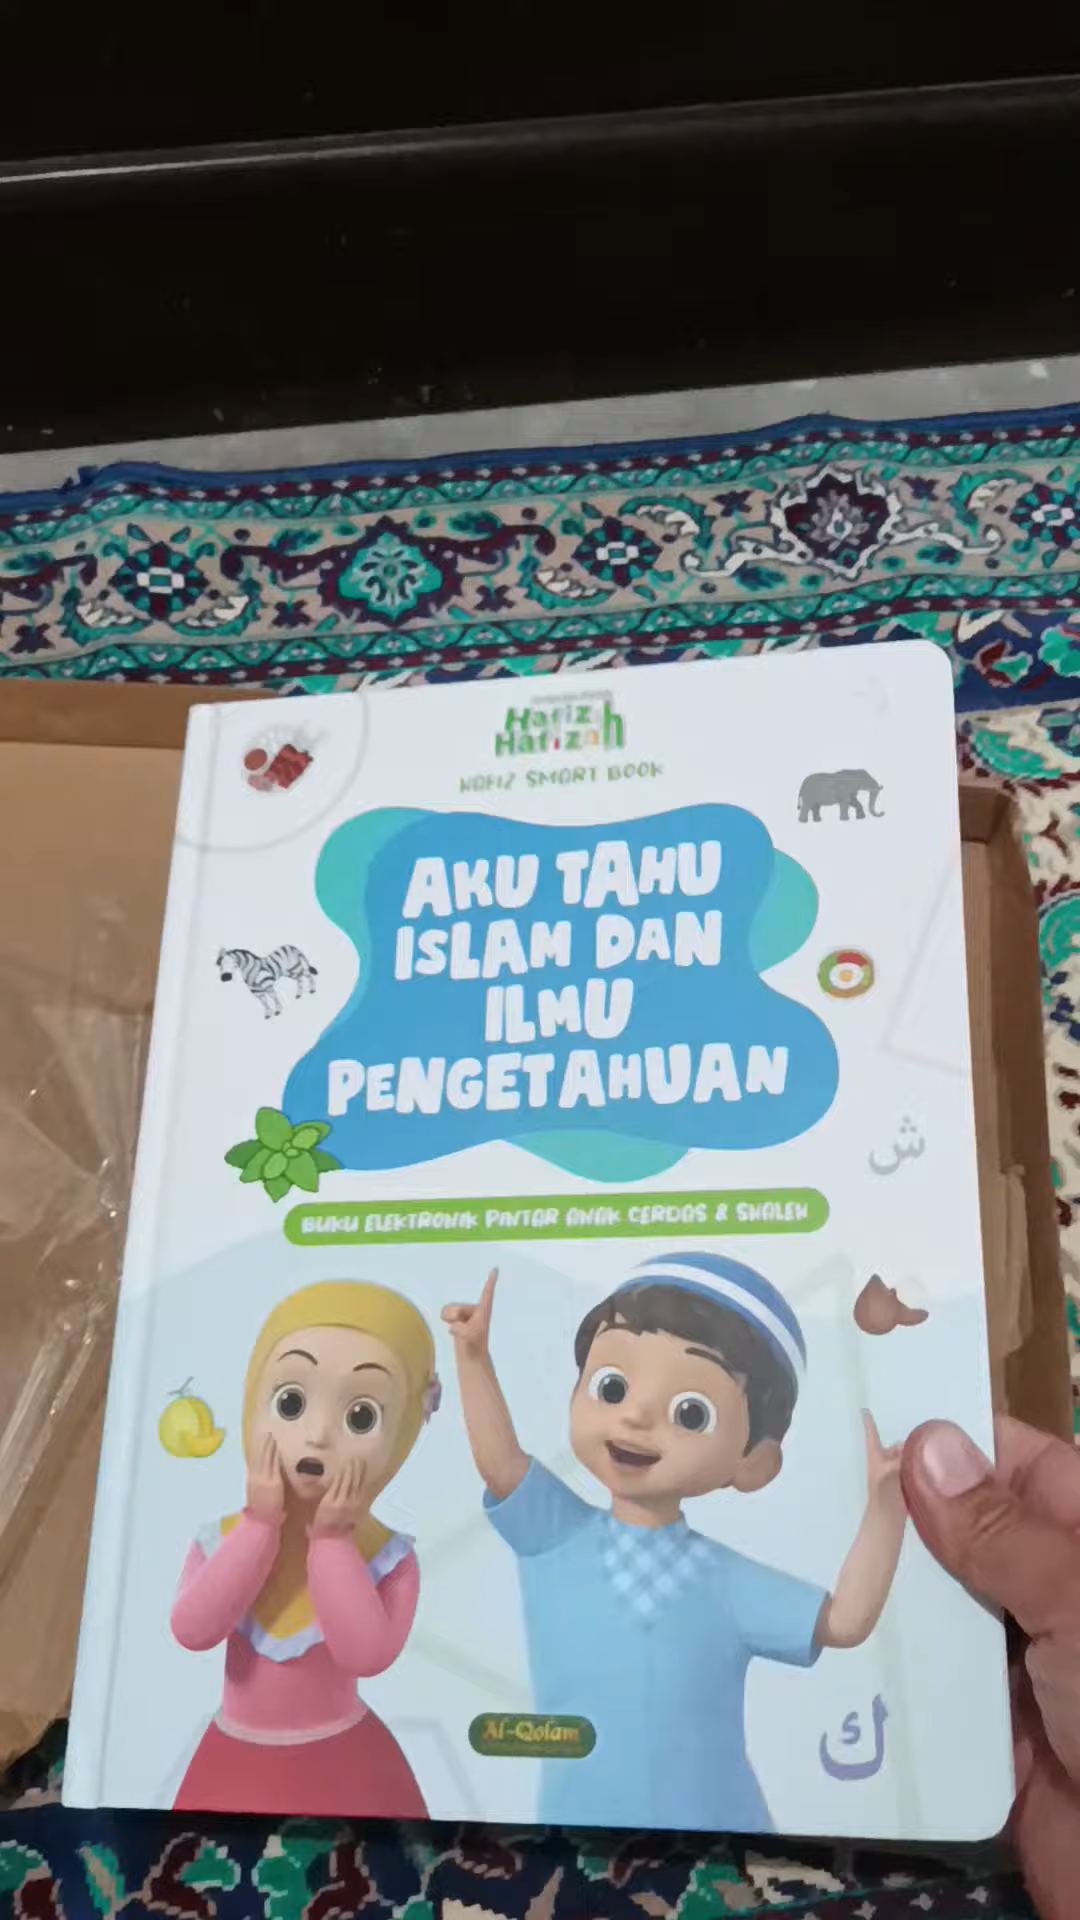 Hafiz
Hafizah
HAFIZ SMART BOOK
AKU TAHU
ISLAM DAN
ILMU
PENGETAHUAN
ش
BUKU ELEKTRONIK PINTAR ANAK CERDAS & SHALEH
Al-Qolam
ك